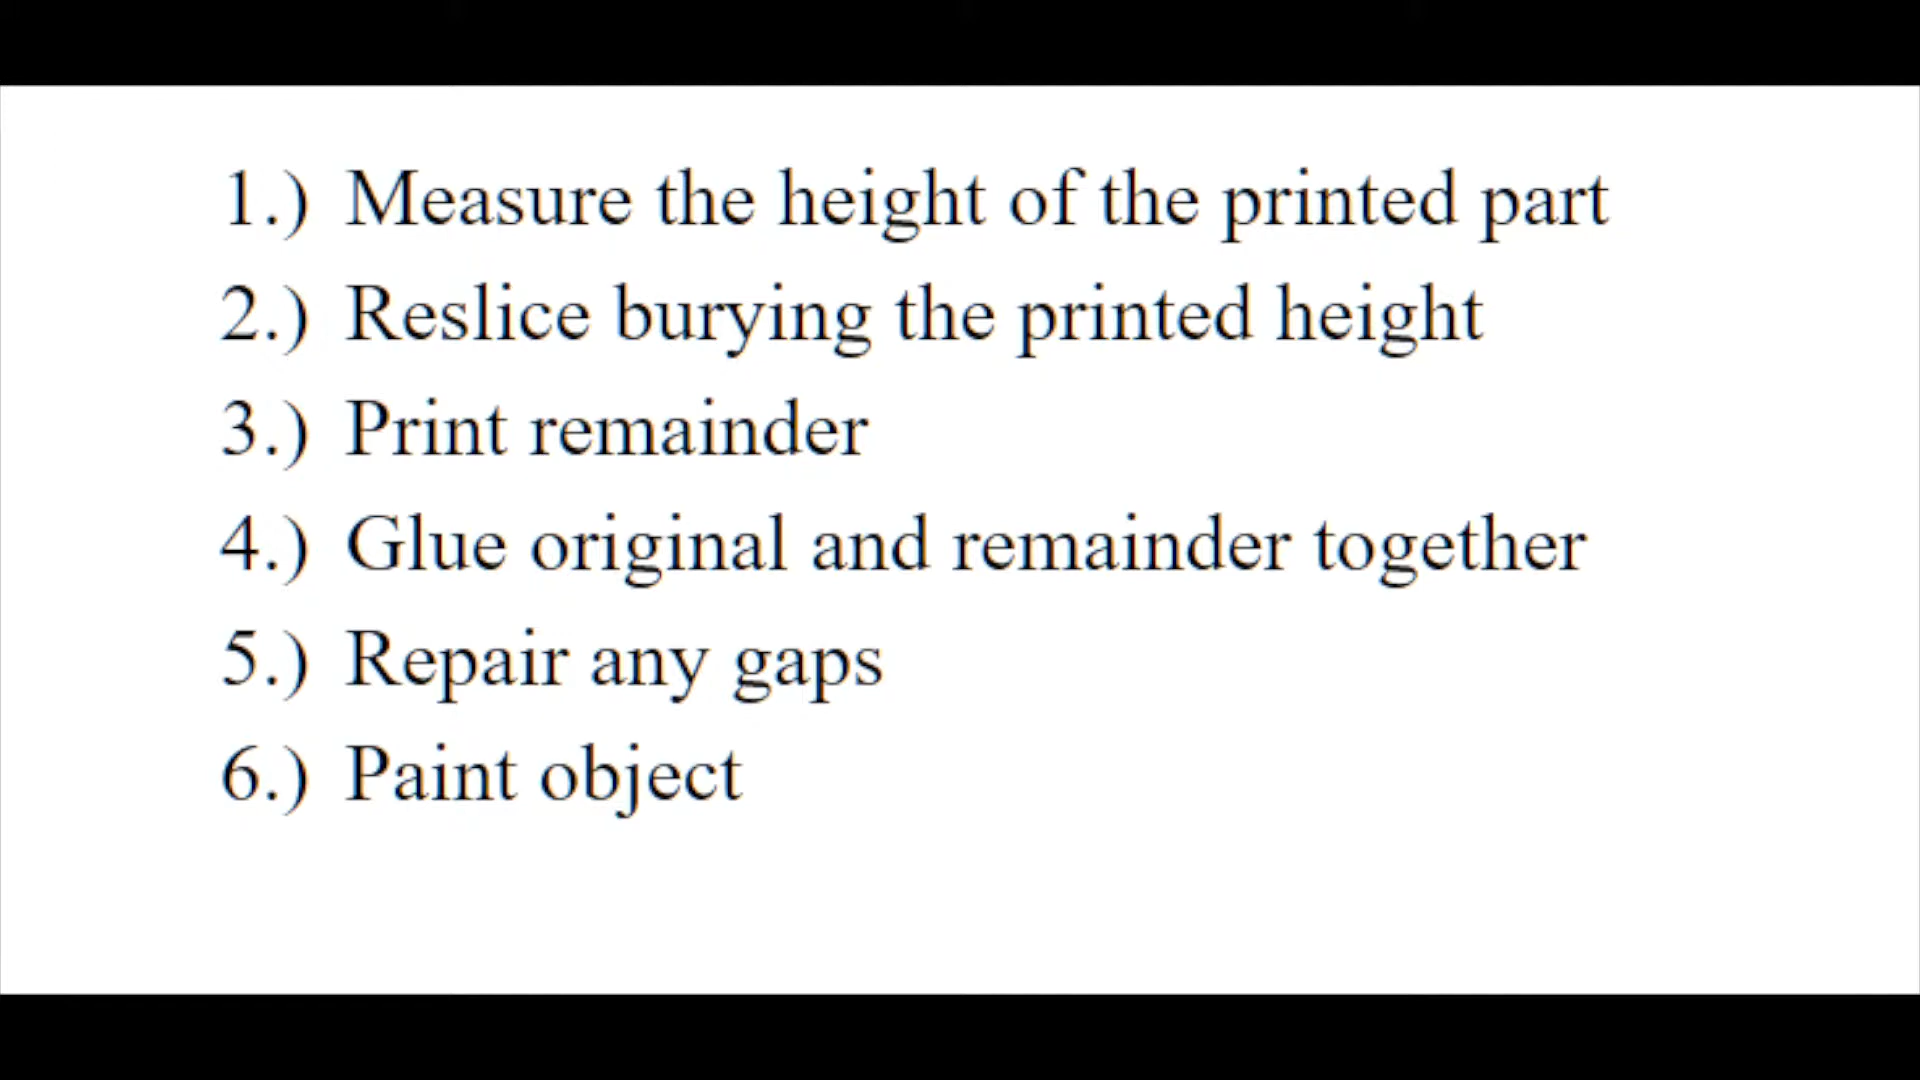 1.) Measure the height of the printed part
2.) Reslice burying the printed height
3.) Print remainder
4.) Glue original and remainder together
5.) Repair any gaps
6.) Paint object